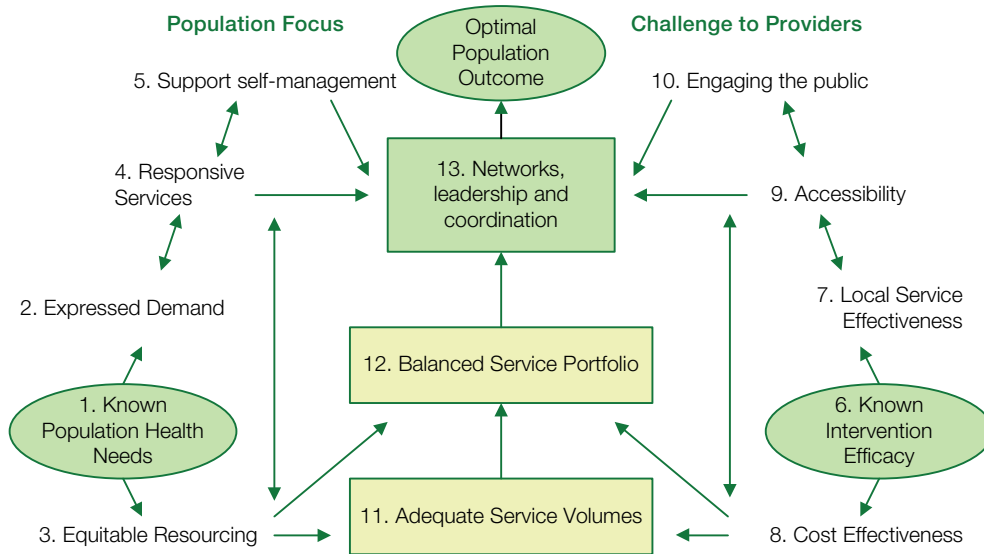 Population Focus
Optimal
Population
Outcome
Challenge to Providers
5. Support self-management
10. Engaging the public
4. Responsive
Services
13. Networks,
leadership and
coordination
9. Accessibility
2. Expressed Demand
7. Local Service
Effectiveness
12. Balanced Service Portfolio
1. Known
Population Health
Needs
6. Known
Intervention
Efficacy
3. Equitable Resourcing
11. Adequate Service Volumes
8. Cost Effectiveness